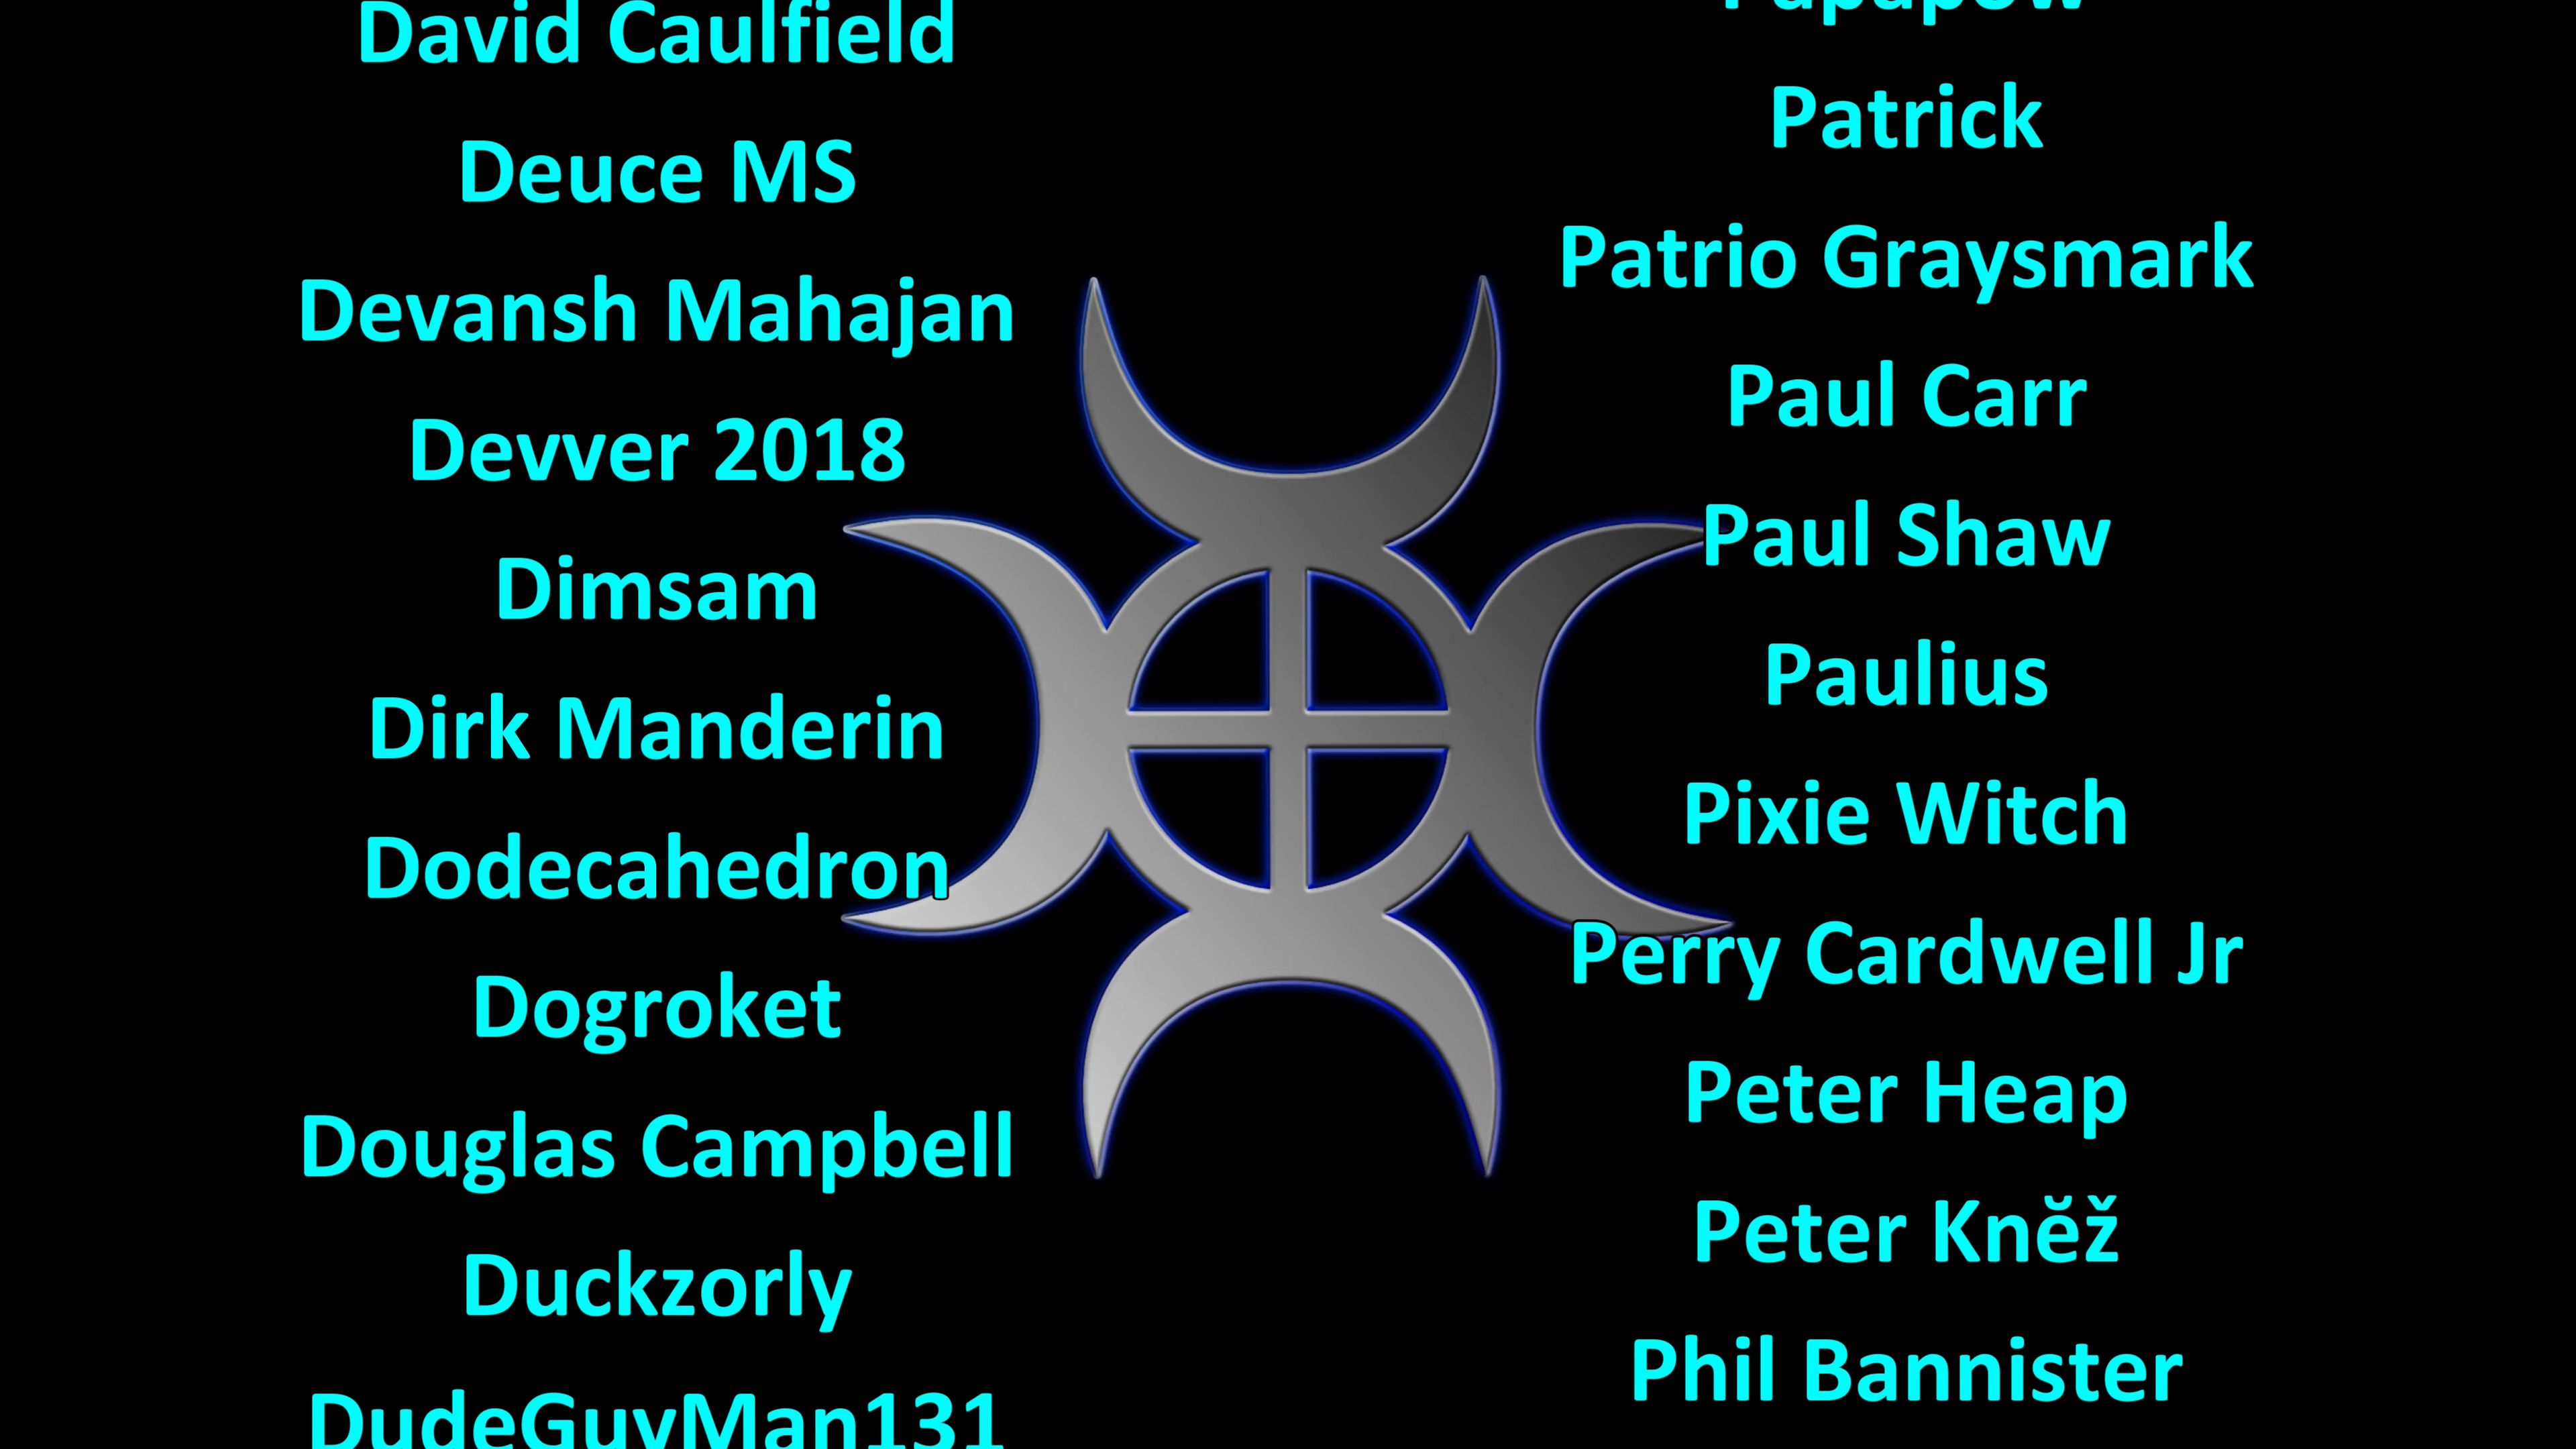 David Caulfield
Deuce MS
Devansh Mahajan
Devver 2018
Dimsam
Dirk Manderin
Dodecahedron
Dogroket
Douglas Campbell
Duckzorly
DudeGuyMan131
Patrick
Patrio Graysmark
Paul Carr
Paul Shaw
Paulius
Pixie Witch
Perry Cardwell Jr
Peter Heap
Peter Knĕž
Phil Bannister